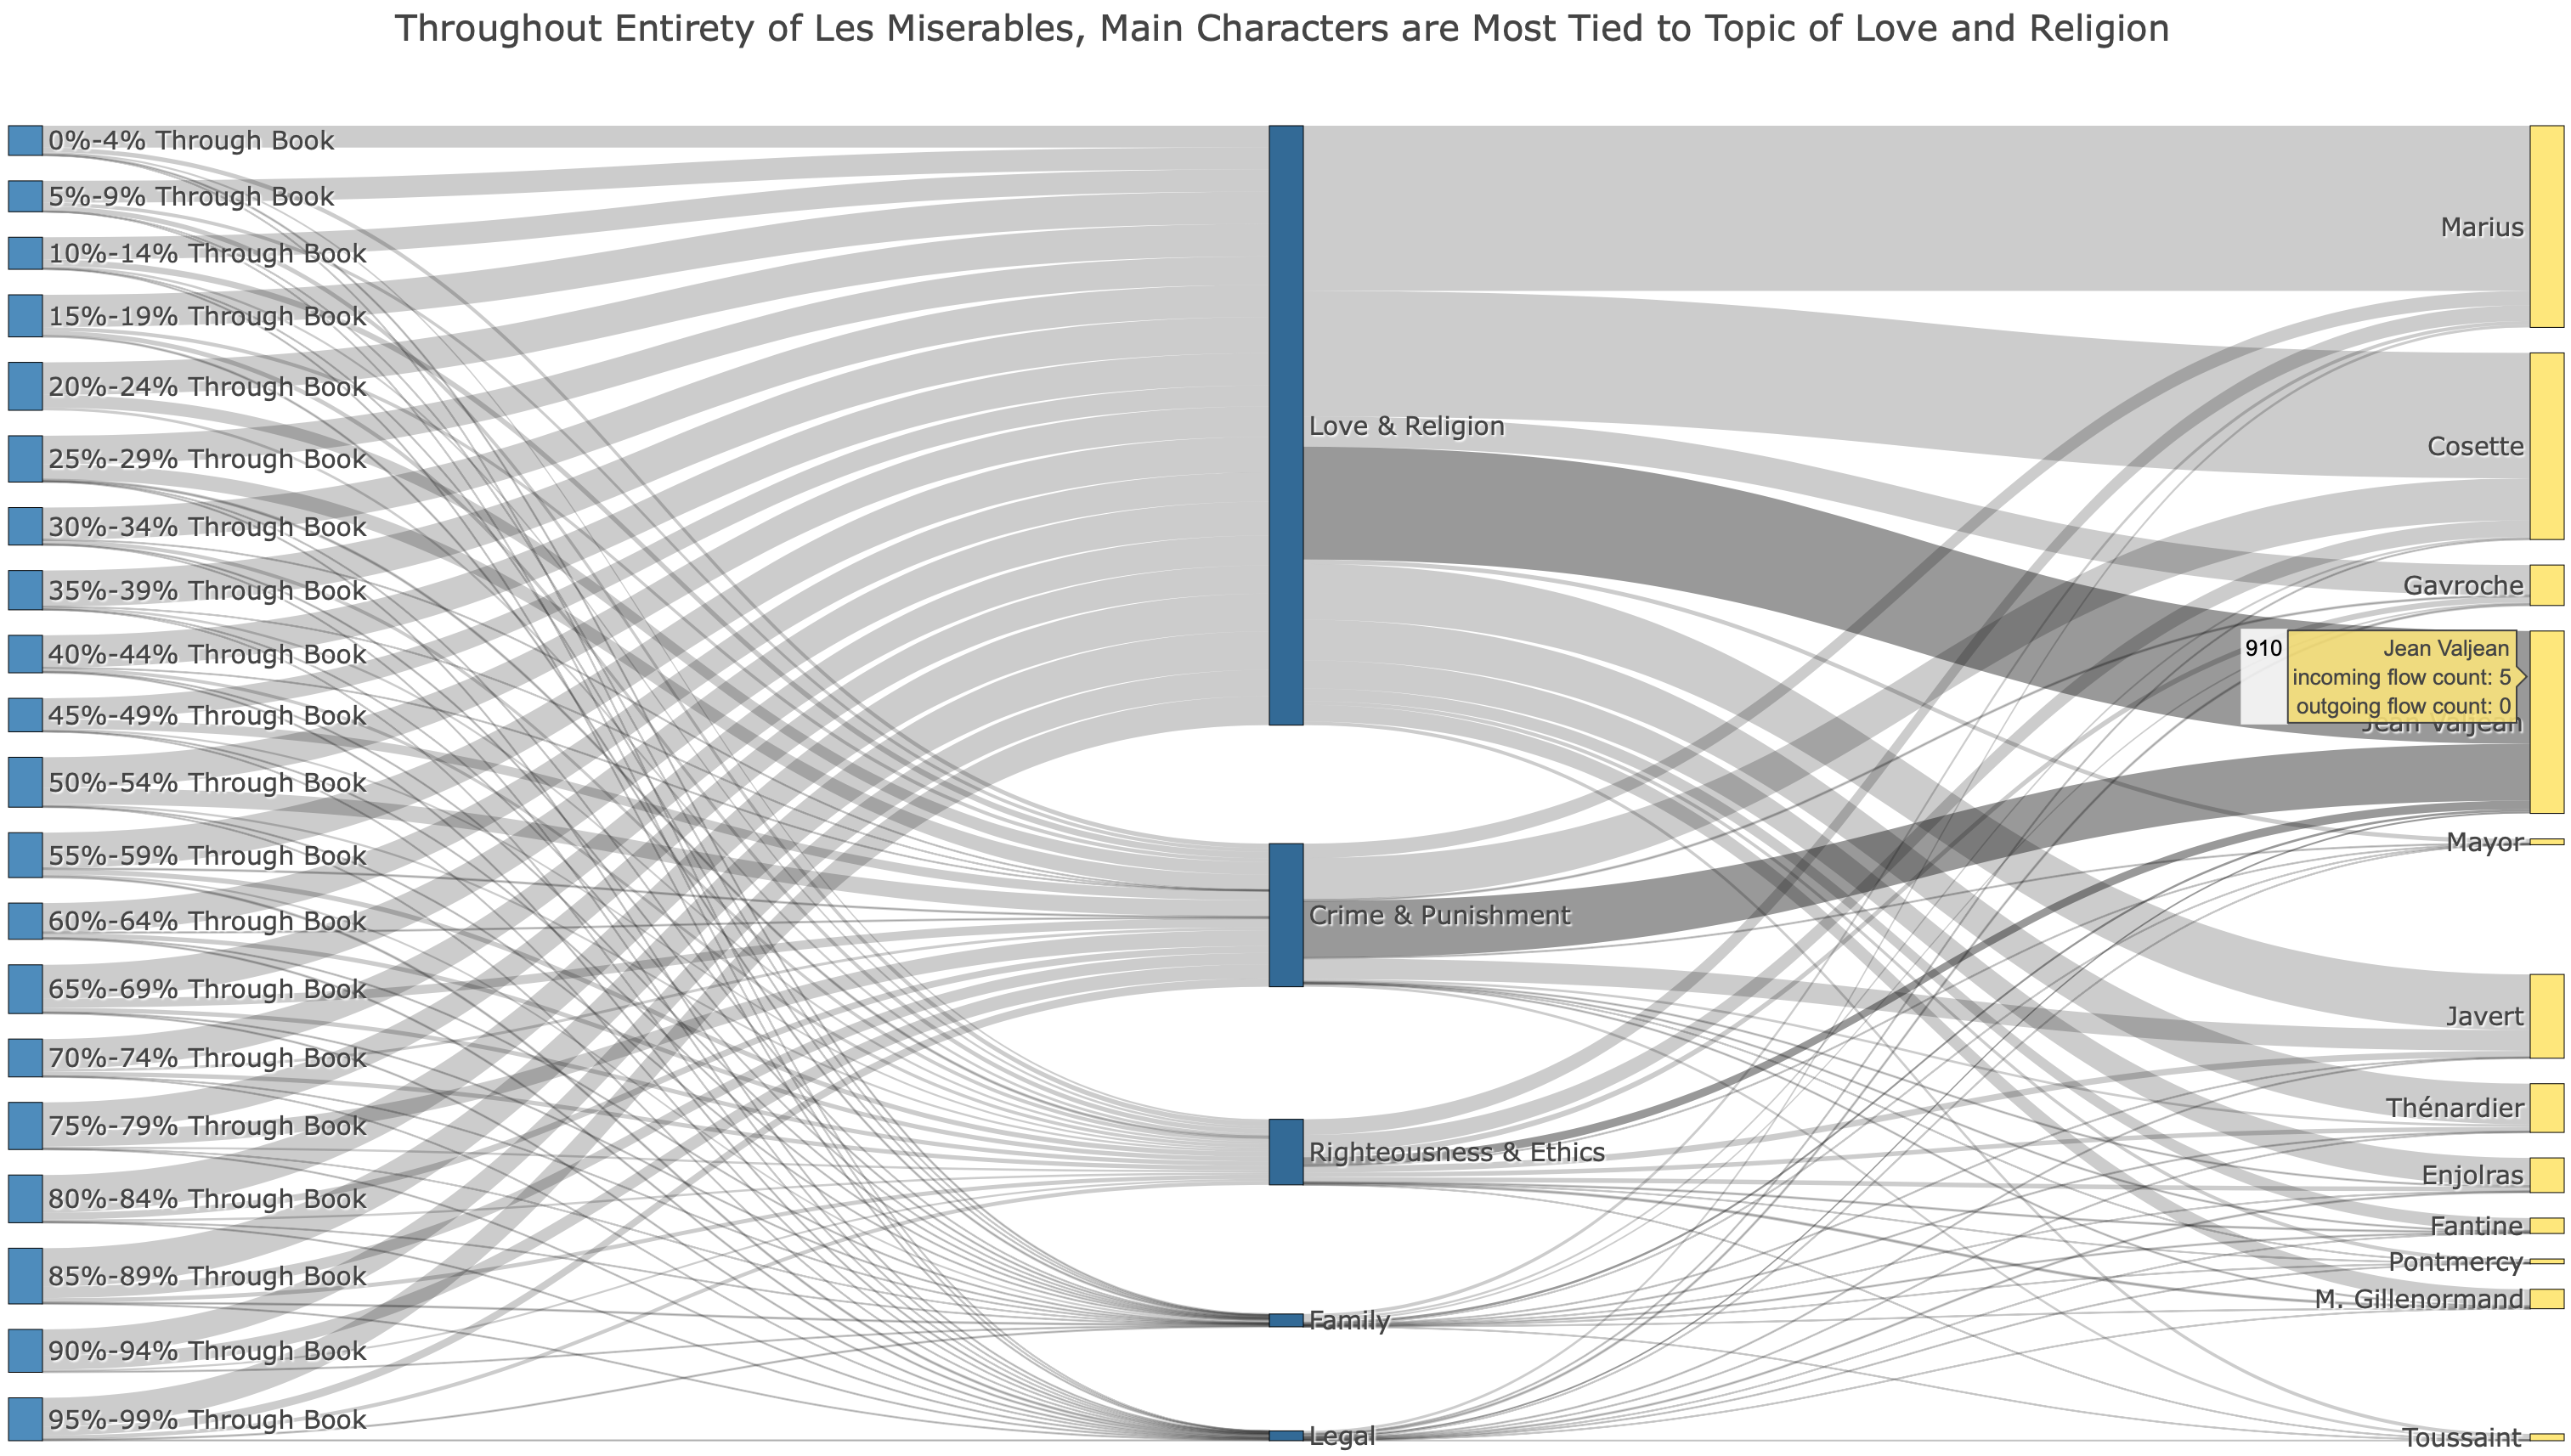 Throughout Entirety of Les Miserables, Main Characters are Most Tied to Topic of Love and Religion
0%-4% Through Book
5%-9% Through Book
10%-14% Through Book
15%-19% Through Book
20%-24% Through Book
25%-29% Through Book
30%-34% Through Book
35%-39% Through Book
40%-44% Through Book
45%-49% Through Book
50%-54% Through Book
55%-59% Through Book
60%-64% Through Book
65%-69% Through Book
70%-74% Through Book
75%-79% Through Book
80%-84% Through Book
85%-89% Through Book
90%-94% Through Book
95%-99% Through Book
Love & Religion
Crime & Punishment
Righteousness & Ethics
Family
Legal
Marius
Cosette
Gavroche
910
Jean Valjean
incoming flow count: 5
outgoing flow count: 0
Jean Valjean
Mayor
Javert
Thénardier
Enjolras
Fantine
Pontmercy
M. Gillenormand
Toussaint